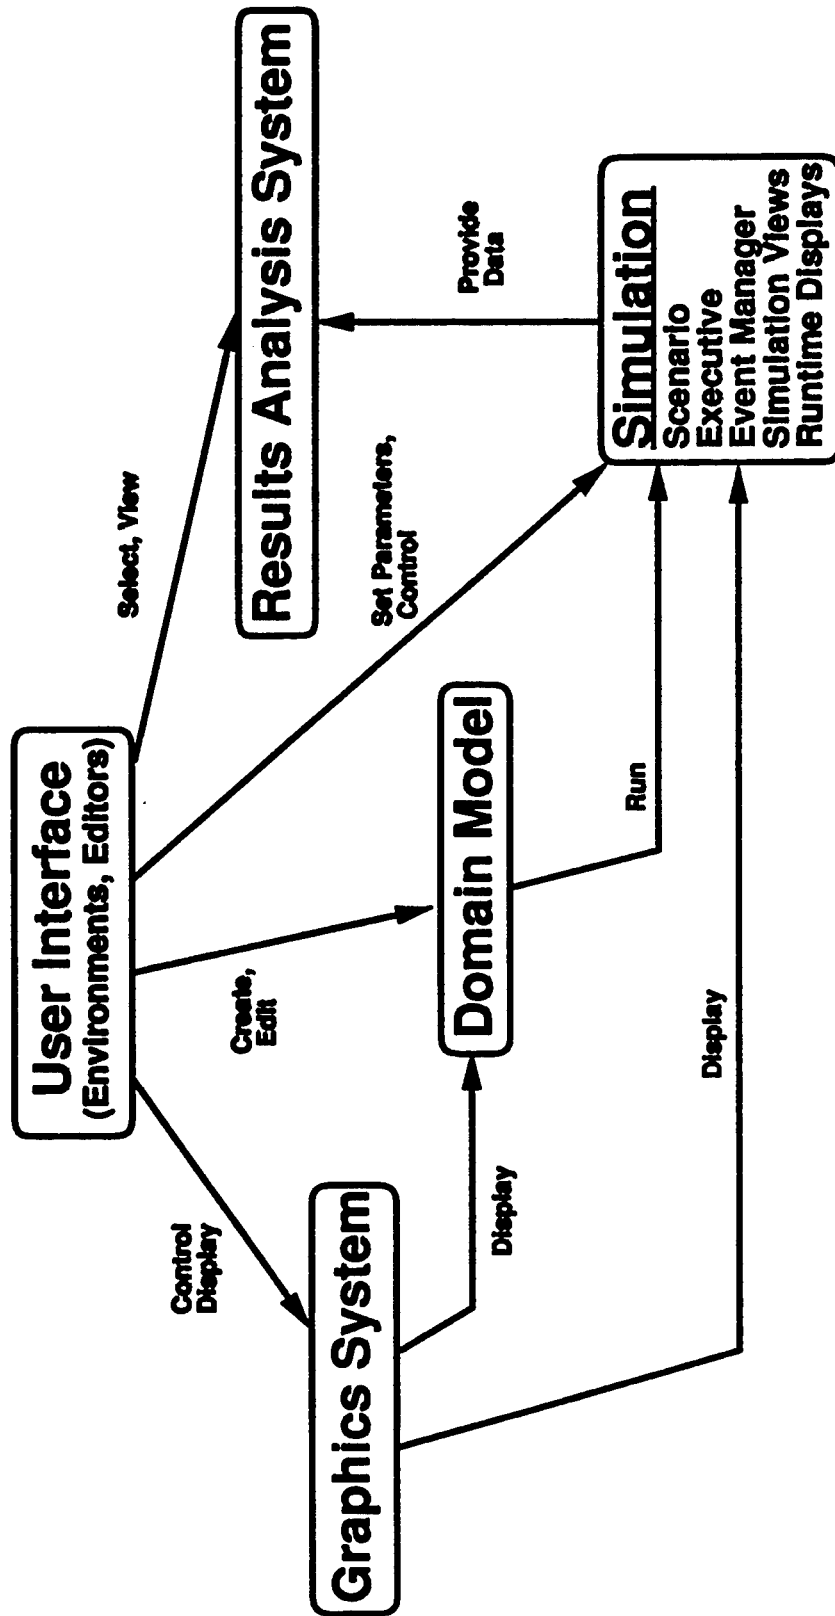 User Interface
(Environments, Editors)
Control
Display
Create,
Edit
Select, View
Set Parameters,
Control
Graphics System
Results Analysis System
Domain Model
Display
Display
Run
Provide
Data
Simulation
Scenario
Executive
Event Manager
Simulation Views
Runtime Displays